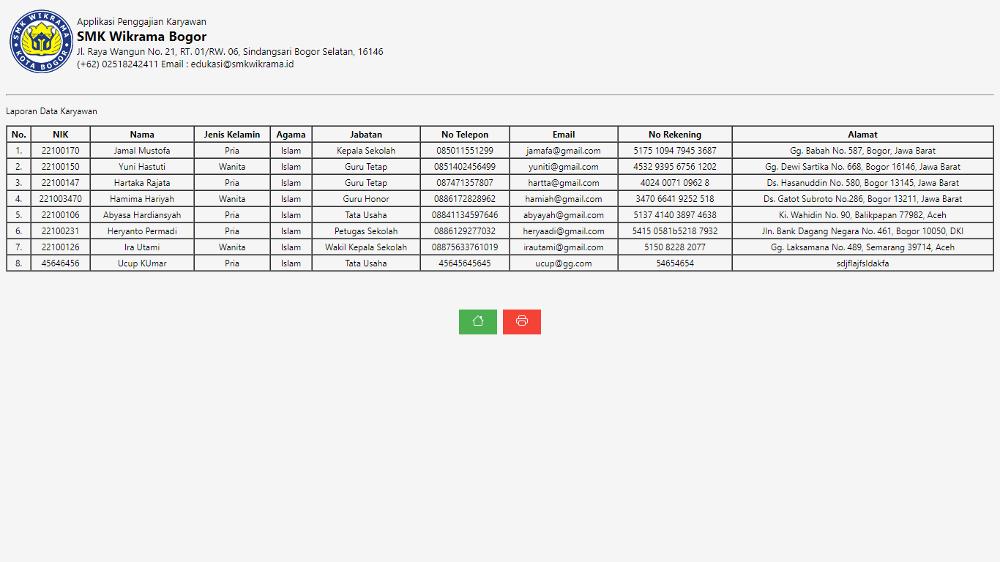 SMK WIKRAMA
KOTA BOGOR
Applikasi Penggajian Karyawan
SMK Wikrama Bogor
Jl. Raya Wangun No. 21, RT. 01/RW. 06, Sindangsari Bogor Selatan, 16146
(+62) 02518242411 Email : edukasi@smkwikrama.id
Laporan Data Karyawan
No. NIK Nama Jenis Kelamin Agama Jabatan No Telepon Email No Rekening Alamat
1. 22100170 Jamal Mustofa Pria Islam Kepala Sekolah 085011551299 jamafa@gmail.com 5175 1094 7945 3687 Gg. Babah No. 587, Bogor, Jawa Barat
2. 22100150 Yuni Hastuti Wanita Islam Guru Tetap 0851402456499 yuniti@gmail.com 4532 9395 6756 1202 Gg. Dewi Sartika No. 668, Bogor 16146, Jawa Barat
3. 22100147 Hartaka Rajata Pria Islam Guru Tetap 087471357807 hartta@gmail.com 4024 0071 0962 8 Ds. Hasanuddin No. 580, Bogor 13145, Jawa Barat
4. 221003470 Hamima Hariyah Wanita Islam Guru Honor 0886172828962 hamiah@gmail.com 3470 6641 9252 518 Ds. Gatot Subroto No.286, Bogor 13211, Jawa Barat
5. 22100106 Abyasa Hardiansyah Pria Islam Tata Usaha 08841134597646 abyayah@gmail.com 5137 4140 3897 4638 Ki. Wahidin No. 90, Balikpapan 77982, Aceh
6. 22100231 Heryanto Permadi Pria Islam Petugas Sekolah 0886129277032 heryaadi@gmail.com 5415 0581b5218 7932 Jln. Bank Dagang Negara No. 461, Bogor 10050, DKI
7. 22100126 Ira Utami Wanita Islam Wakil Kepala Sekolah 08875633761019 irautami@gmail.com 5150 8228 2077 Gg. Laksamana No. 489, Semarang 39714, Aceh
8. 45646456 Ucup KUmar Pria Islam Tata Usaha 45645645645 ucup@gg.com 54654654 sdjflajfsldakfa